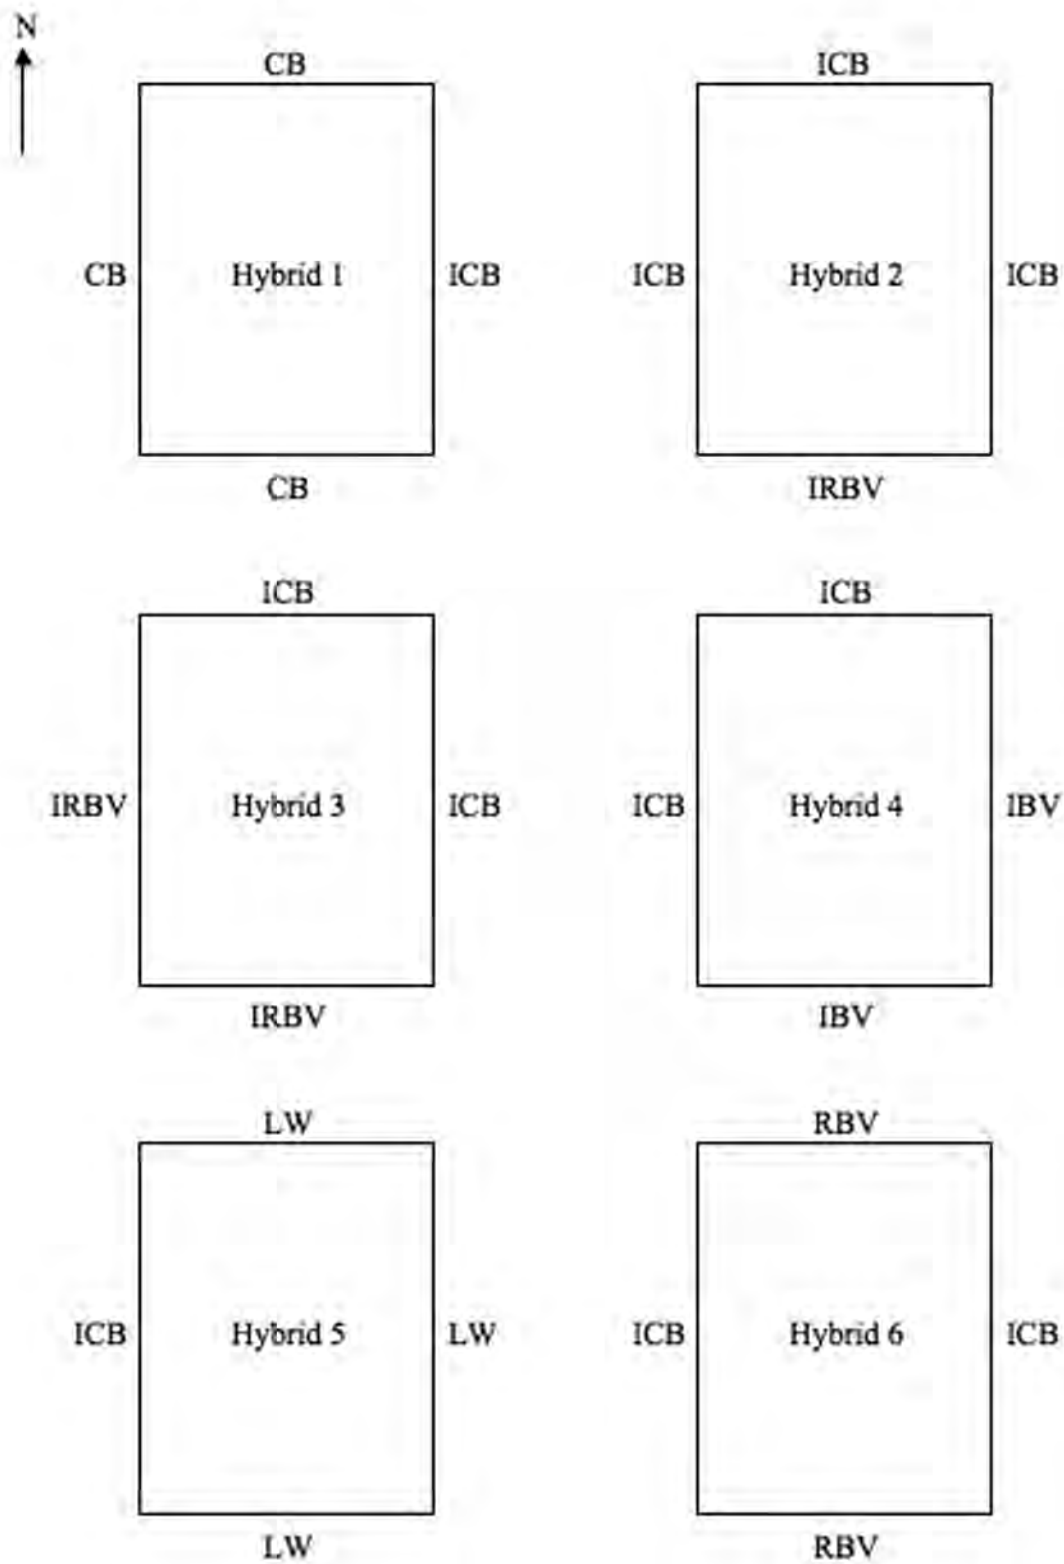 N
CB ICB
CB Hybrid 1 ICB ICB Hybrid 2 ICB
CB IRBV
ICB ICB
IRBV Hybrid 3 ICB ICB Hybrid 4 IBV
IRBV IBV
LW RBV
ICB Hybrid 5 LW ICB Hybrid 6 ICB
LW RBV